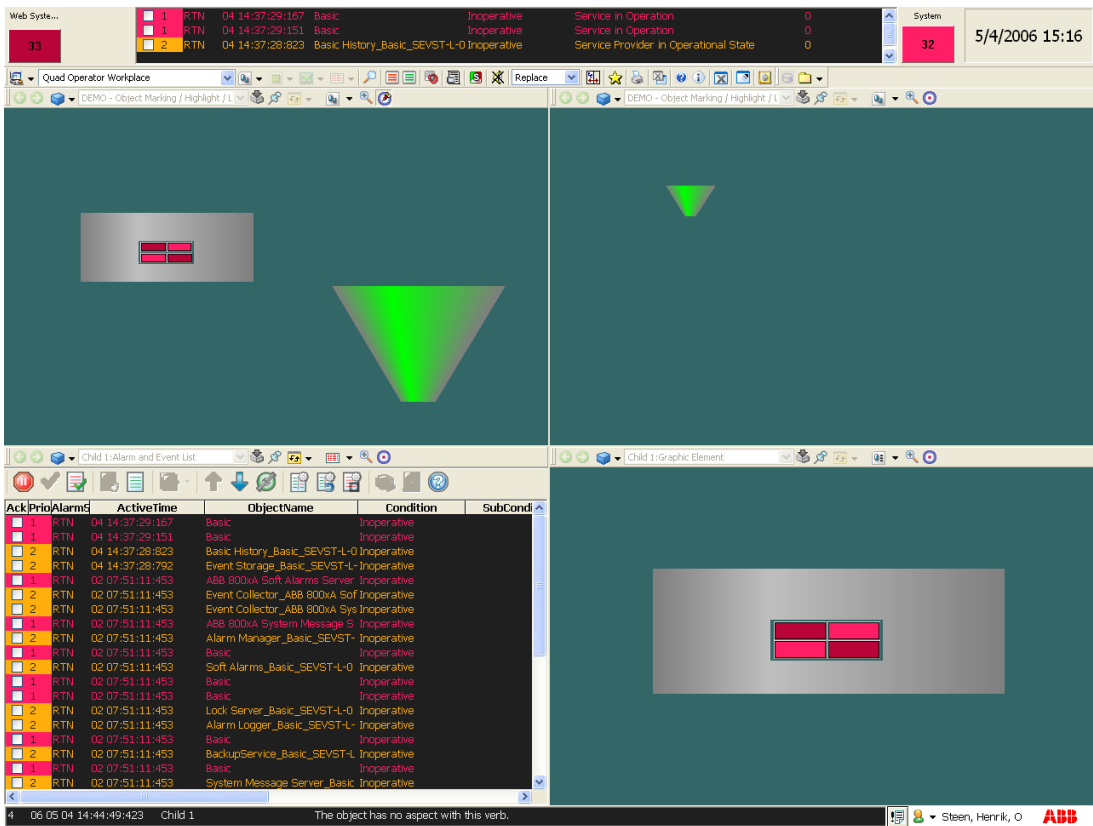 Web Syste...
33
1 RTN 04 14:37:29:167 Basic Inoperative Service in Operation 0
1 RTN 04 14:37:29:151 Basic Inoperative Service in Operation 0
2 RTN 04 14:37:28:823 Basic History_Basic_SEVST-L-0 Inoperative Service Provider in Operational State 0
System
32
5/4/2006 15:16
Quad Operator Workplace
Replace
DEMO - Object Marking / Highlight / L
DEMO - Object Marking / Highlight / L
Child 1:Alarm and Event List
Child 1:Graphic Element
Ack Prio AlarmS ActiveTime ObjectName Condition SubCondi
1 RTN 04 14:37:29:167 Basic Inoperative
1 RTN 04 14:37:29:151 Basic Inoperative
2 RTN 04 14:37:28:823 Basic History_Basic_SEVST-L-0 Inoperative
2 RTN 04 14:37:28:792 Event Storage_Basic_SEVST-L- Inoperative
1 RTN 02 07:51:11:453 ABB 800xA Soft Alarms Server Inoperative
2 RTN 02 07:51:11:453 Event Collector_ABB 800xA Sof Inoperative
2 RTN 02 07:51:11:453 Event Collector_ABB 800xA Sys Inoperative
1 RTN 02 07:51:11:453 ABB 800xA System Message S Inoperative
2 RTN 02 07:51:11:453 Alarm Manager_Basic_SEVST- Inoperative
1 RTN 02 07:51:11:453 Basic Inoperative
2 RTN 02 07:51:11:453 Soft Alarms_Basic_SEVST-L-0 Inoperative
1 RTN 02 07:51:11:453 Basic Inoperative
1 RTN 02 07:51:11:453 Basic Inoperative
2 RTN 02 07:51:11:453 Lock Server_Basic_SEVST-L-0 Inoperative
2 RTN 02 07:51:11:453 Alarm Logger_Basic_SEVST-L- Inoperative
1 RTN 02 07:51:11:453 Basic Inoperative
2 RTN 02 07:51:11:453 BackupService_Basic_SEVST-L Inoperative
1 RTN 02 07:51:11:453 Basic Inoperative
2 RTN 02 07:51:11:453 System Message Server_Basic Inoperative
4 06 05 04 14:44:49:423 Child 1 The object has no aspect with this verb.
Steen, Henrik, O
ABB